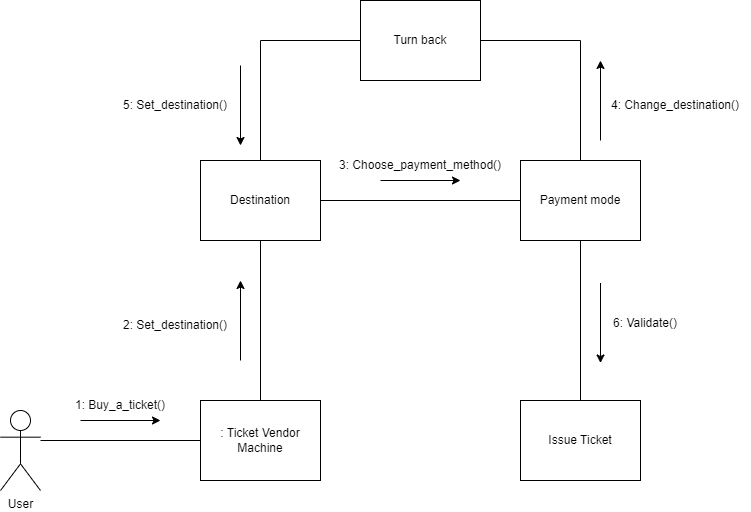 Turn back
5: Set_destination()
4: Change_destination()
3: Choose_payment_method()
Destination
Payment mode
2: Set_destination()
6: Validate()
1: Buy_a_ticket()
: Ticket Vendor
Machine
Issue Ticket
User